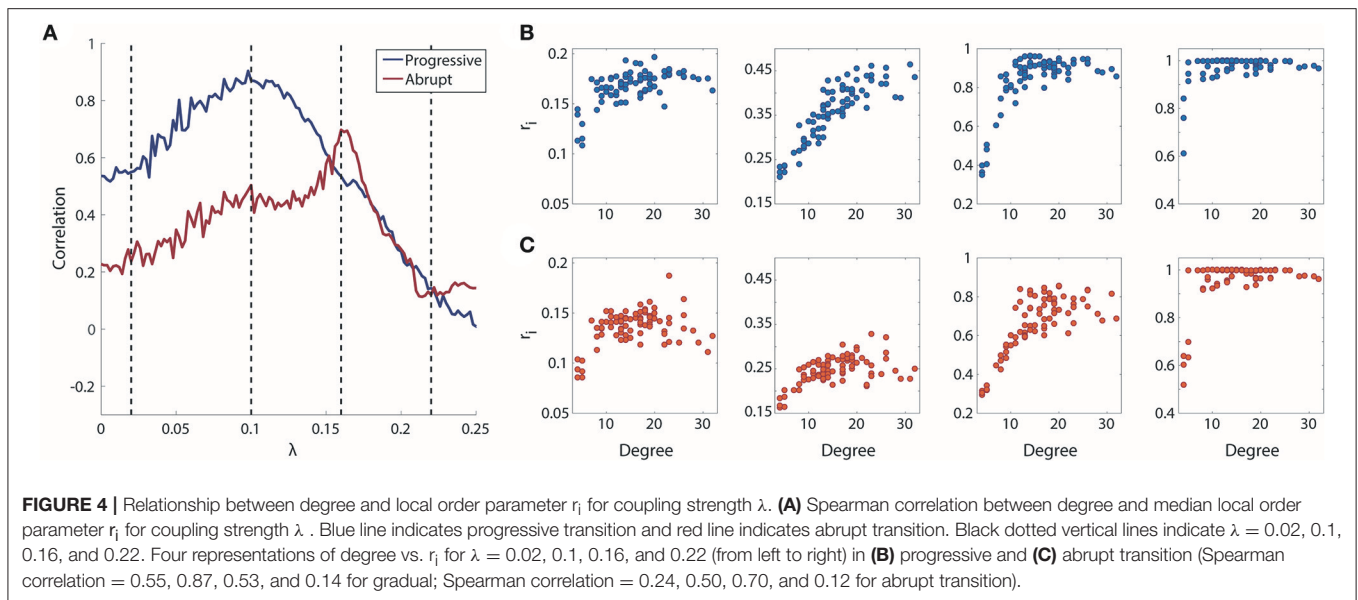 A
Correlation
1
0.8
0.6
0.4
0.2
0
-0.2
Progressive
Abrupt
0 0.05 0.1 0.15 0.2 0.25
λ
B
r_i
0.2
0.15
0.1
0.05
10 20 30
0.45
0.35
0.25
0.15
10 20 30
1
0.8
0.6
0.4
0.2
10 20 30
1
0.8
0.6
0.4
10 20 30
C
r_i
0.2
0.15
0.1
0.05
10 20 30
Degree
0.45
0.35
0.25
0.15
10 20 30
Degree
1
0.8
0.6
0.4
0.2
10 20 30
Degree
1
0.8
0.6
0.4
10 20 30
Degree
FIGURE 4 | Relationship between degree and local order parameter r_i for coupling strength λ. (A) Spearman correlation between degree and median local order
parameter r_i for coupling strength λ . Blue line indicates progressive transition and red line indicates abrupt transition. Black dotted vertical lines indicate λ = 0.02, 0.1,
0.16, and 0.22. Four representations of degree vs. r_i for λ = 0.02, 0.1, 0.16, and 0.22 (from left to right) in (B) progressive and (C) abrupt transition (Spearman
correlation = 0.55, 0.87, 0.53, and 0.14 for gradual; Spearman correlation = 0.24, 0.50, 0.70, and 0.12 for abrupt transition).